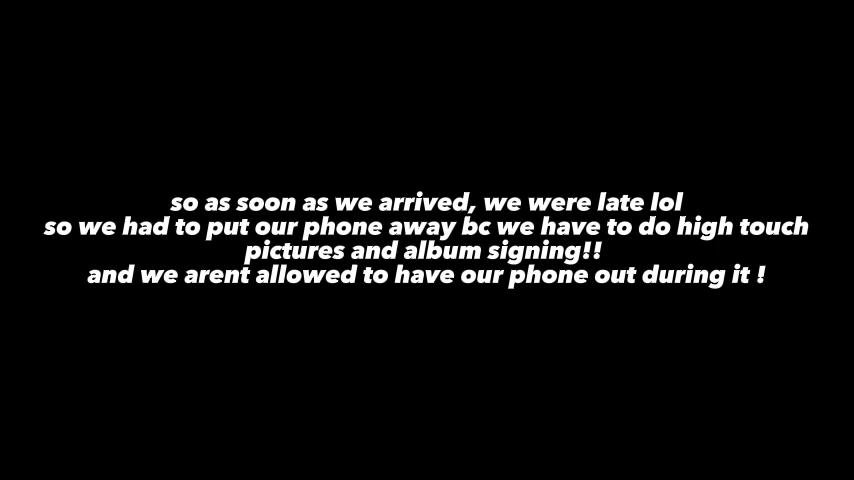 so as soon as we arrived, we were late lol
so we had to put our phone away bc we have to do high touch
pictures and album signing!!
and we arent allowed to have our phone out during it !